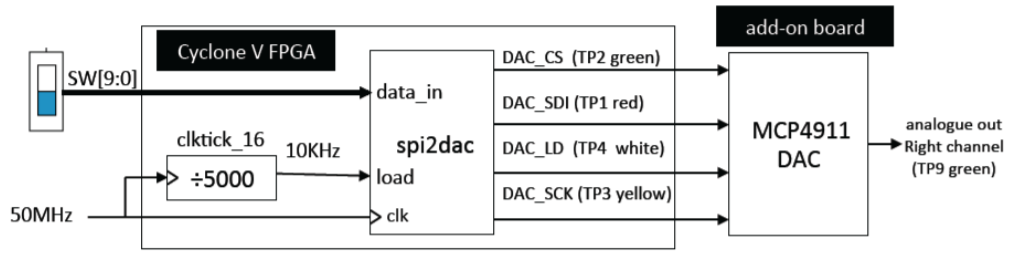 add-on board
Cyclone V FPGA
SW[9:0]
data_in
DAC_CS (TP2 green)
DAC_SDI (TP1 red)
clktick_16
÷5000
10KHz
spi2dac
load
DAC_LD (TP4 white)
MCP4911
DAC
analogue out
Right channel
(TP9 green)
DAC_SCK (TP3 yellow)
50MHz
clk